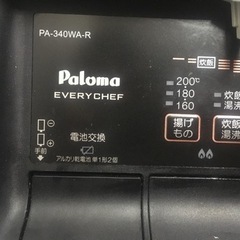 PA-340WA-R
炊飯
Paloma
EVERYCHEF
200℃
180
160
炊飯
湯沸
揚げ
もの
炊飯
湯沸
電池交換
手前
アルカリ乾電池 単1形2個